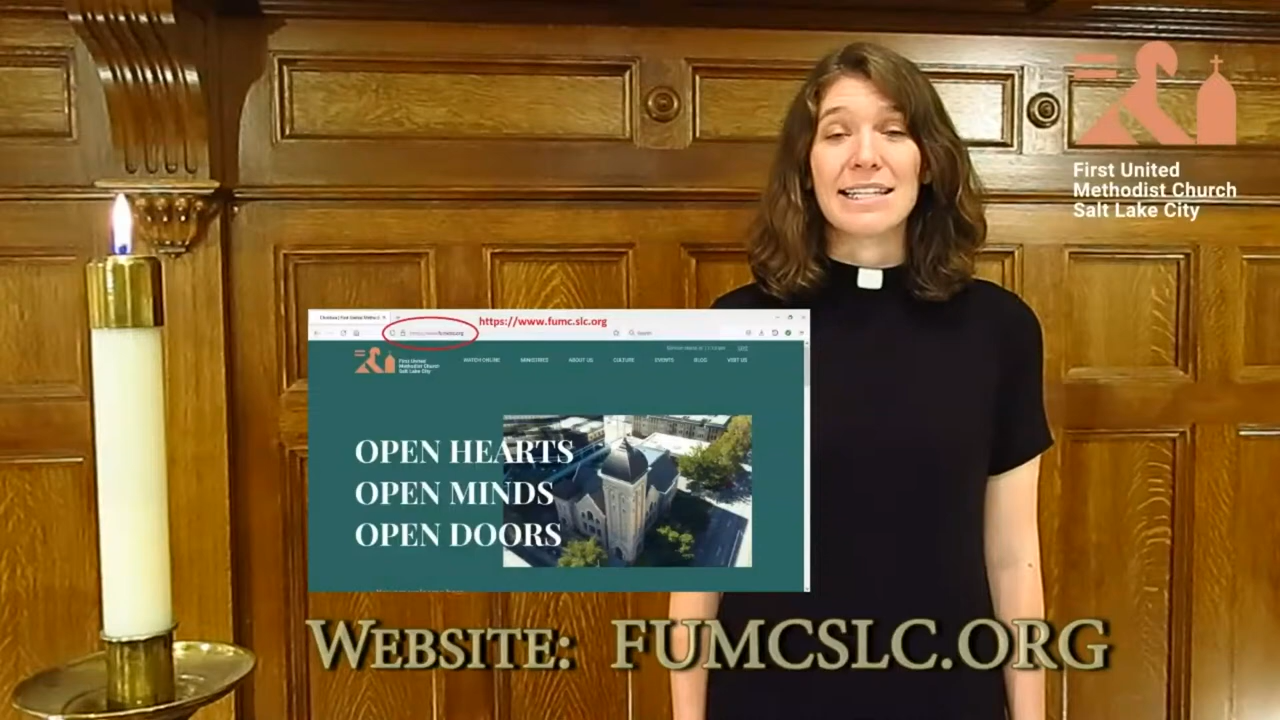 First United
Methodist Church
Salt Lake City
https://www.fumc.slc.org
Search
First United
Methodist Church
Salt Lake City
WATCH ONLINE
MINISTRIES
ABOUT US
CULTURE
EVENTS
BLOG
VISIT US
OPEN HEARTS
OPEN MINDS
OPEN DOORS
WEBSITE: FUMCSLC.ORG